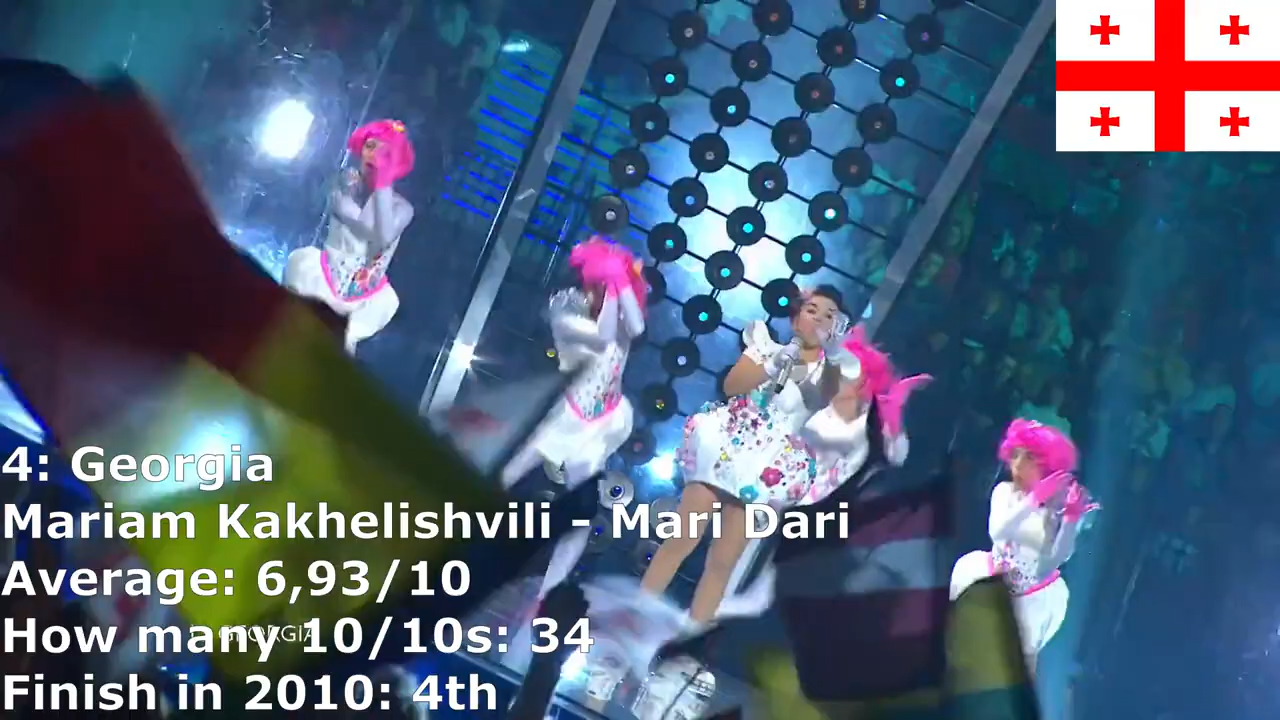 4: Georgia
Mariam Kakhelishvili - Mari Dari
Average: 6,93/10
How many 10/10s: 34
GEORGIA
Finish in 2010: 4th